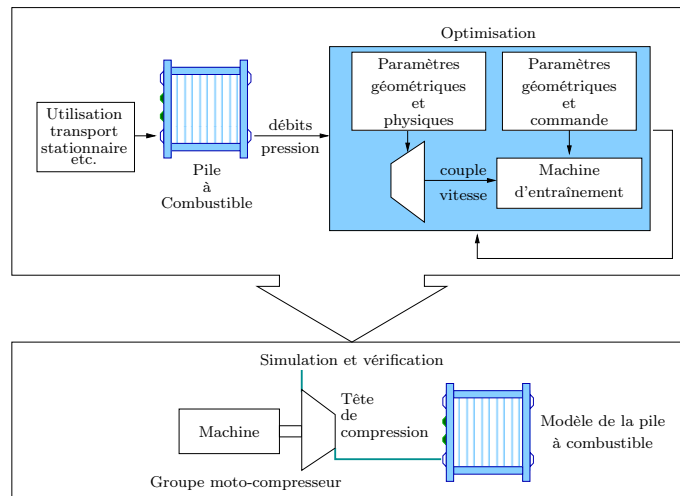 Optimisation
Utilisation
transport
stationnaire
etc.
Pile
à
Combustible
débits
pression
Paramètres
géométriques
et
physiques
Paramètres
géométriques
et
commande
couple
vitesse
Machine
d'entraînement
Simulation et vérification
Machine
Tête
de
compression
Groupe moto-compresseur
Modèle de la pile
à combustible